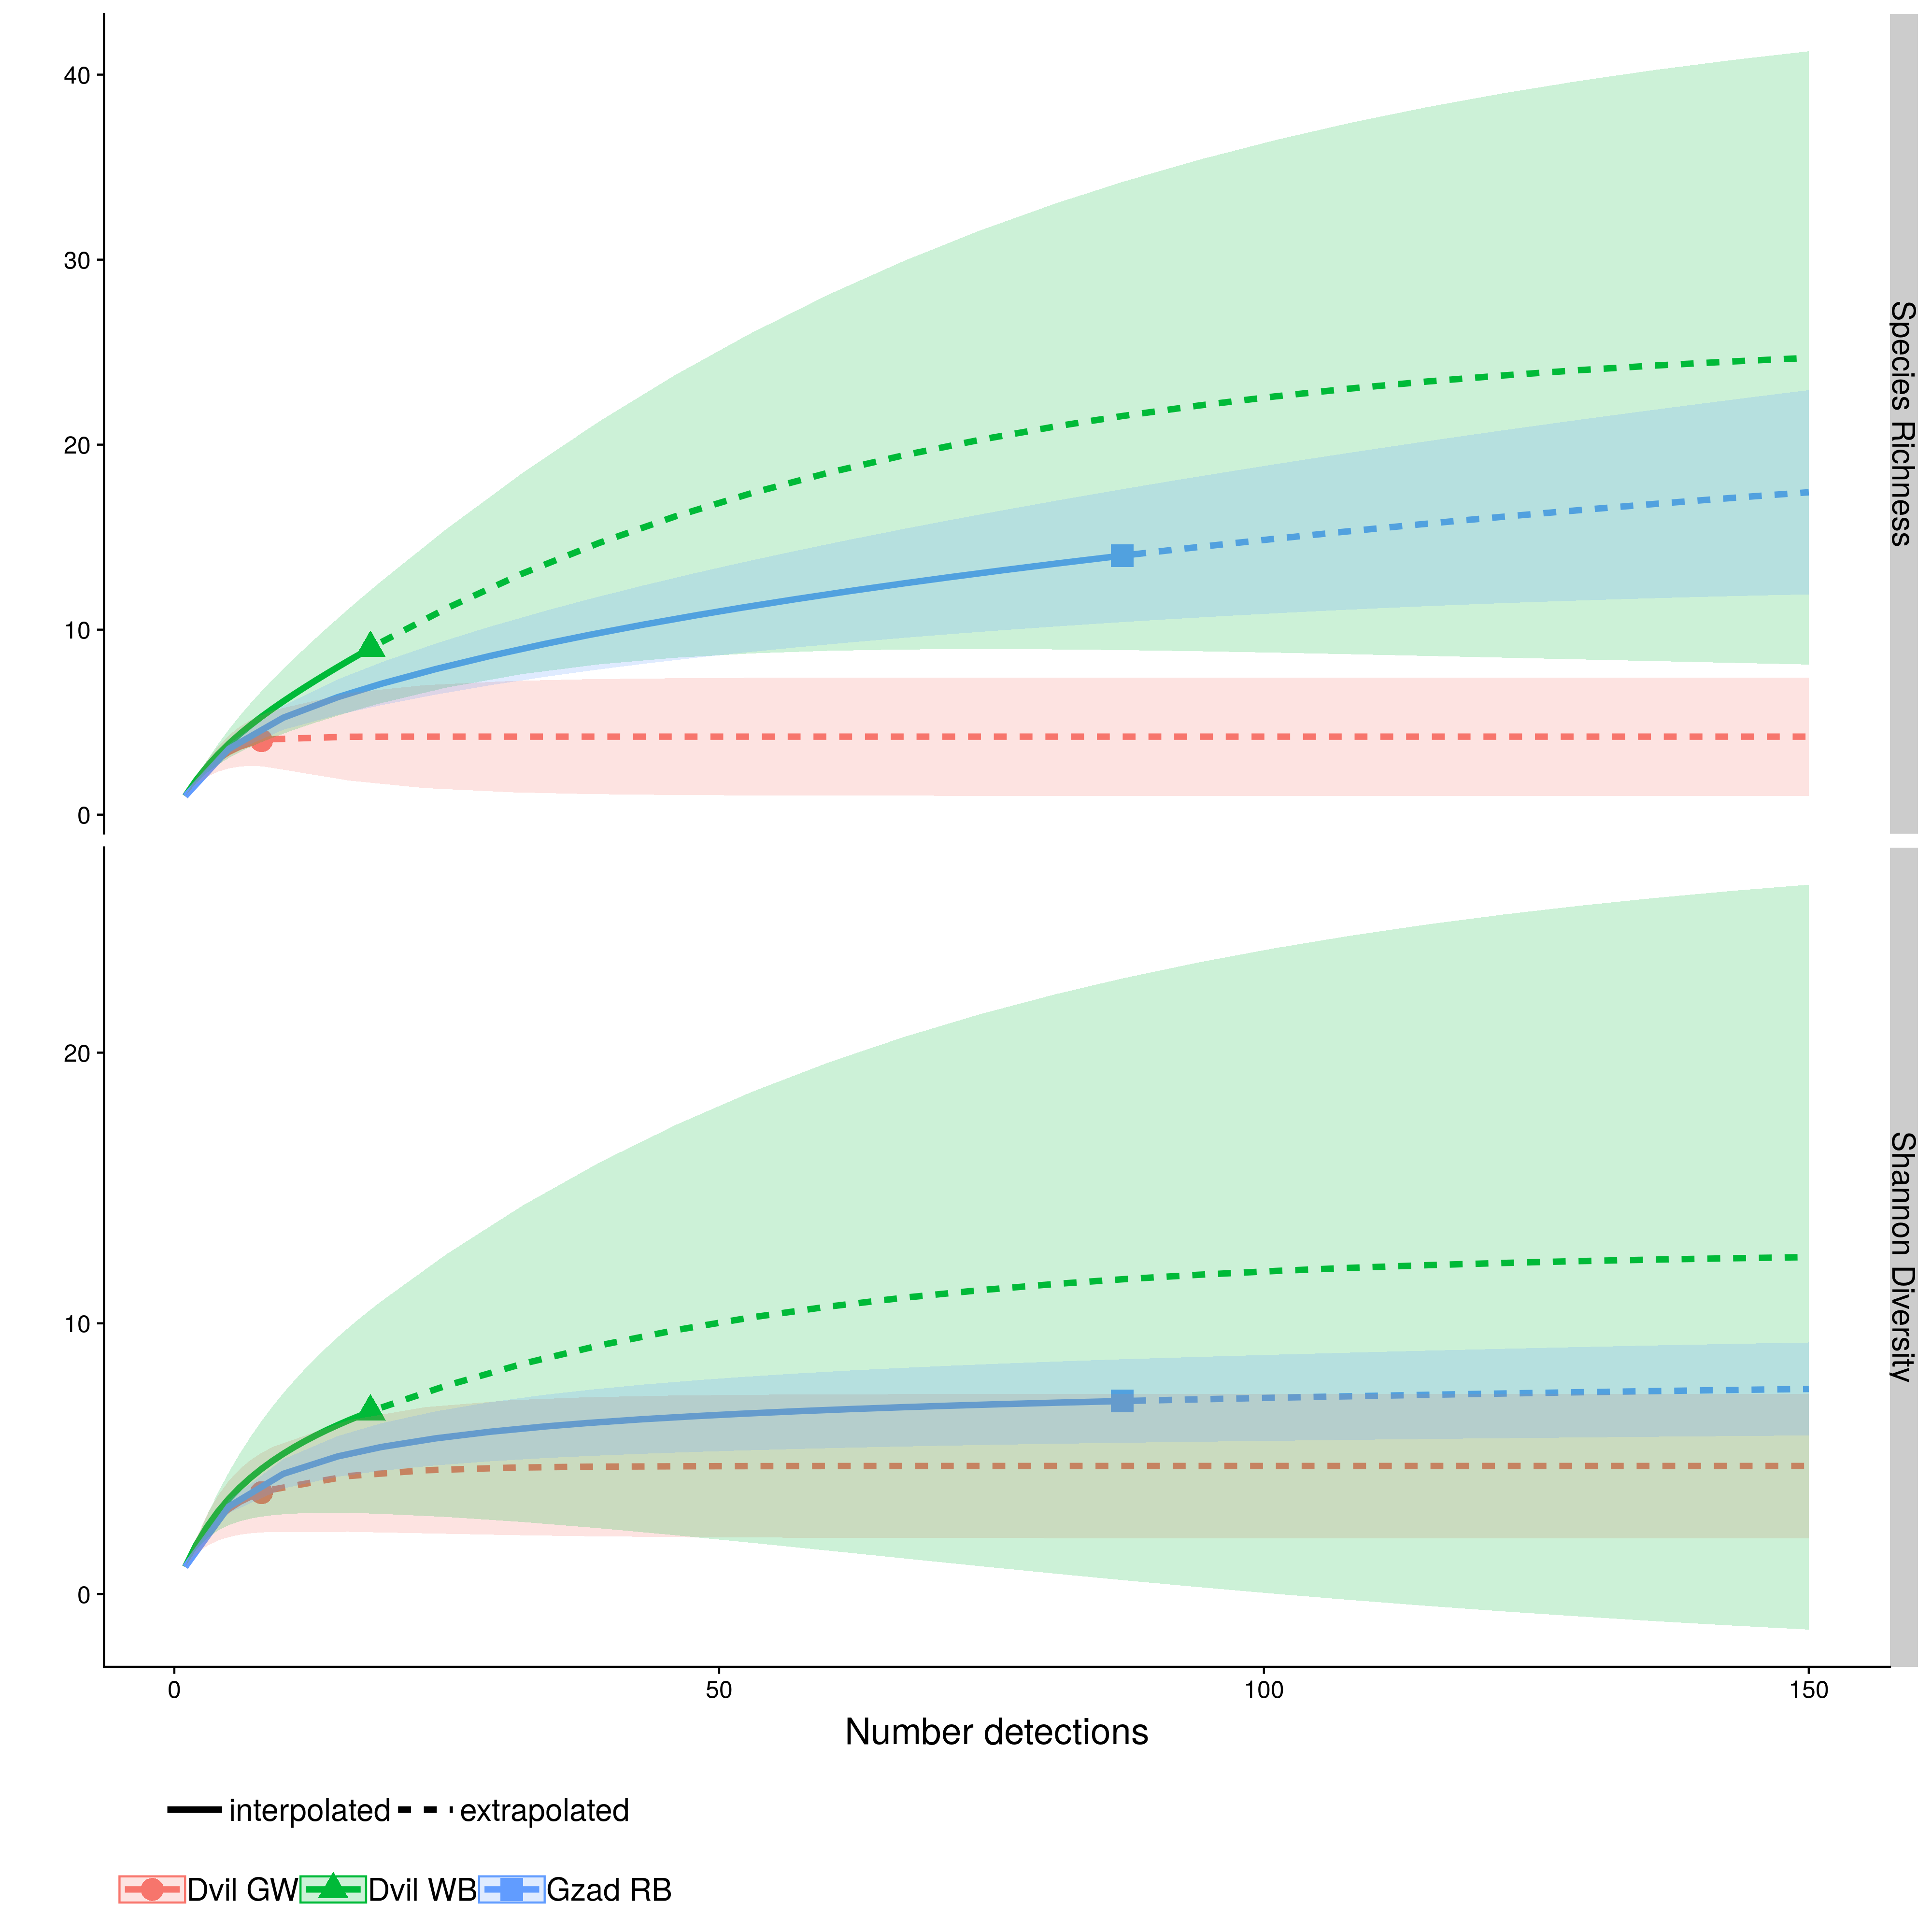 40
30
20
10
0
Species Richness
20
10
0
Shannon Diversity
0 50 100 150
Number detections
interpolated extrapolated
Dvil GW Dvil WB Gzad RB